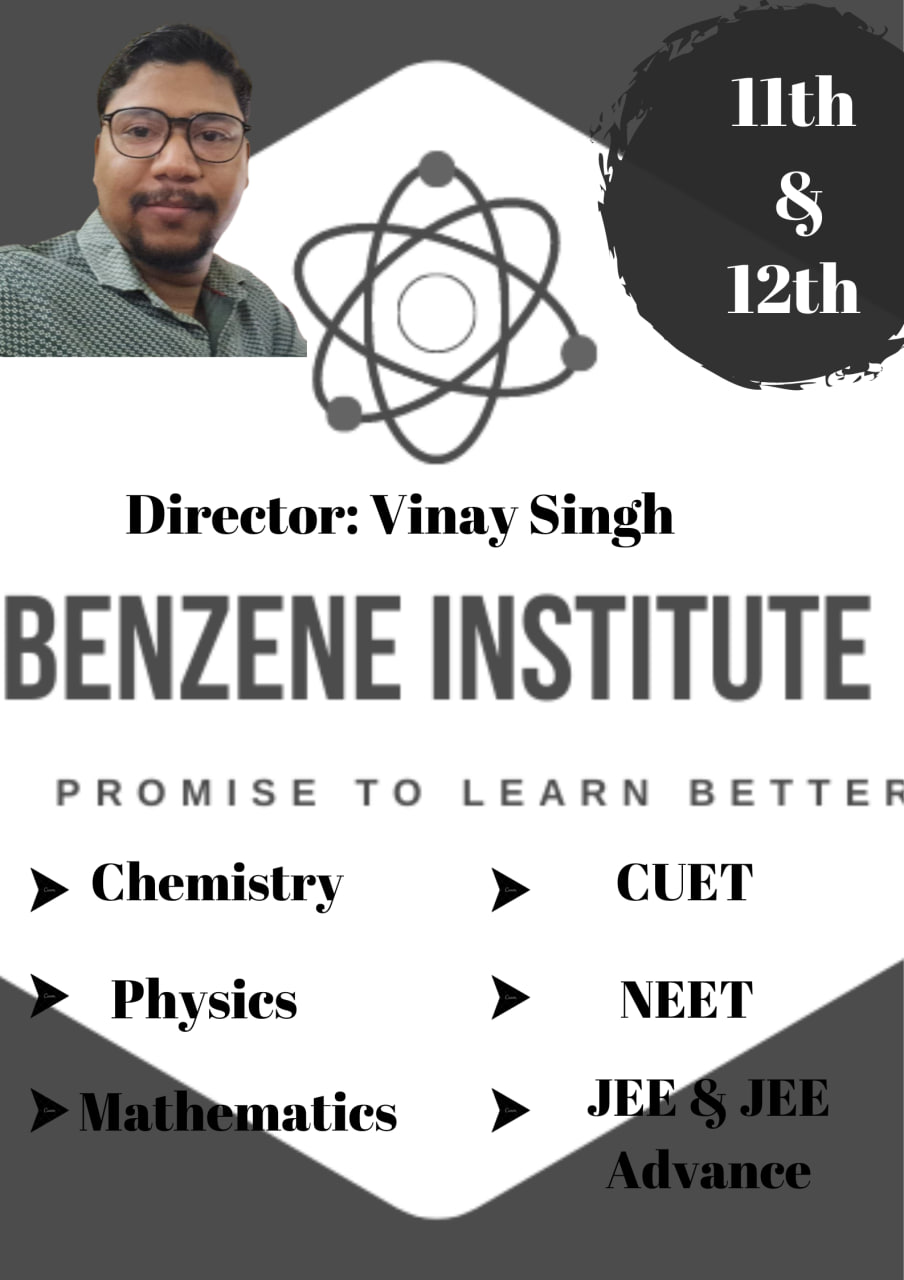 11th
&
12th
Director: Vinay Singh
BENZENE INSTITUTE
PROMISE TO LEARN BETTER
Chemistry
CUET
Physics
NEET
Mathematics
JEE & JEE
Advance